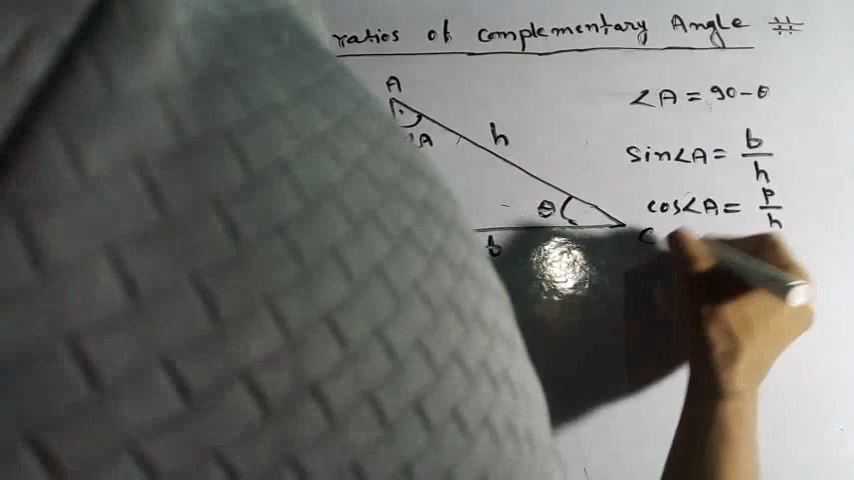 ratios of complementary Angle #
A
∠A = 90-θ
h
A
sin∠A = b/h
θ
cos∠A = p/h
b
C